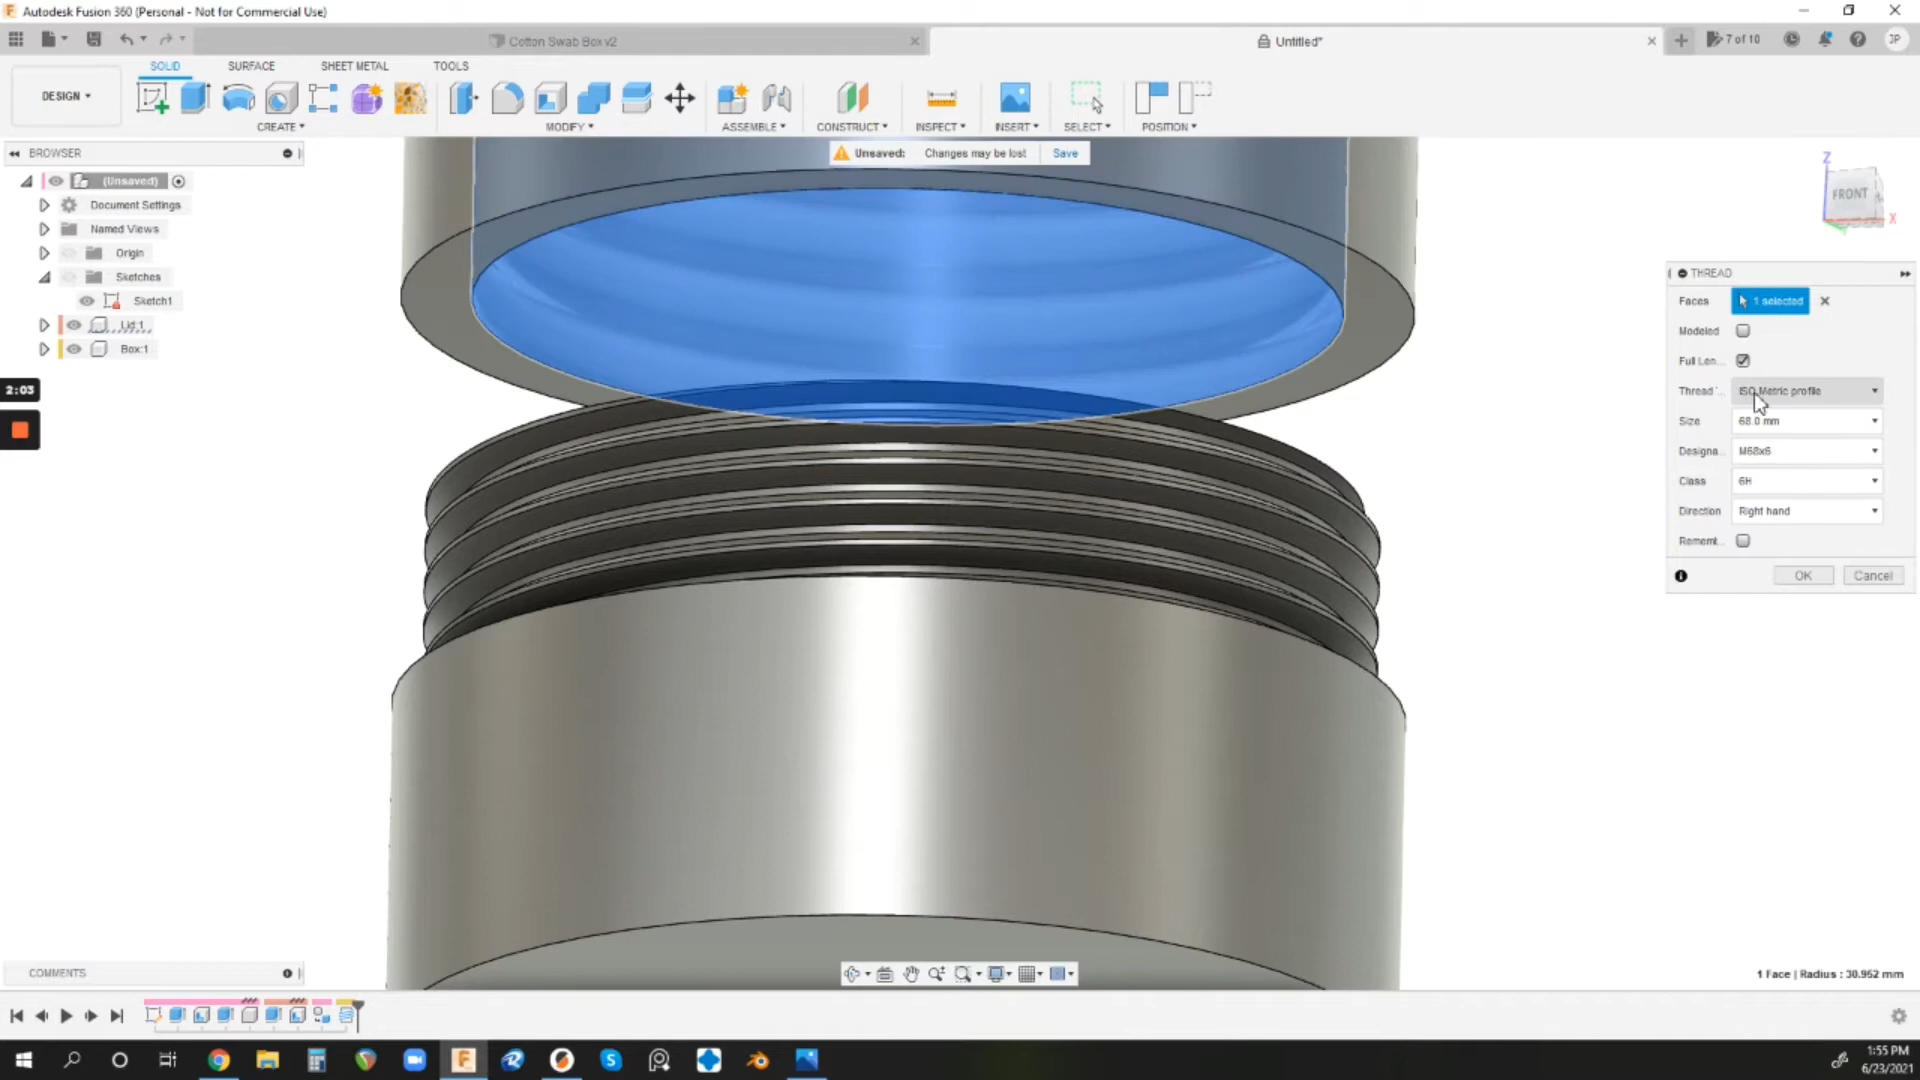 Autodesk Fusion 360 (Personal - Not for Commercial Use)
Cotton Swab Box v2
Untitled*
7 of 10
JP
SOLID SURFACE SHEET METAL TOOLS
DESIGN
CREATE MODIFY ASSEMBLE CONSTRUCT INSPECT INSERT SELECT POSITION
BROWSER
Unsaved: Changes may be lost Save
(Unsaved)
Document Settings
Named Views
Origin
Sketches
Sketch1
Lid:1
Box:1
2:03
Z
FRONT
X
THREAD
Faces 1 selected
Modeled
Full Len...
Thread ... ISO Metric profile
Size 68.0 mm
Designa... M68x6
Class 6H
Direction Right hand
Rememb...
OK Cancel
COMMENTS
1 Face | Radius : 30.952 mm
1:55 PM
6/23/2021